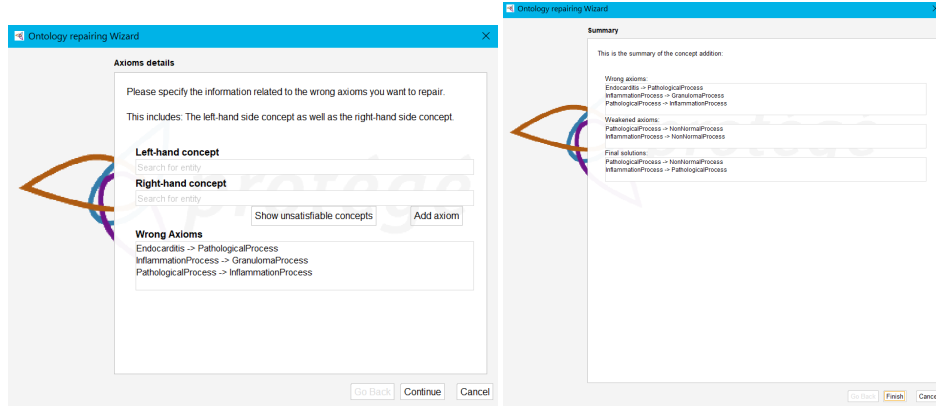 Ontology repairing Wizard
Axioms details
Please specify the information related to the wrong axioms you want to repair.
This includes: The left-hand side concept as well as the right-hand side concept.
Left-hand concept
Search for entity
Right-hand concept
Search for entity
Show unsatisfiable concepts
Add axiom
Wrong Axioms
Endocarditis -> PathologicalProcess
InflammationProcess -> GranulomaProcess
PathologicalProcess -> InflammationProcess
protégé
Go Back
Continue
Cancel
Ontology repairing Wizard
Summary
This is the summary of the concept addition:
Wrong axioms:
Endocarditis -> PathologicalProcess
InflammationProcess -> GranulomaProcess
PathologicalProcess -> InflammationProcess
Weakened axioms:
PathologicalProcess -> NonNormalProcess
InflammationProcess -> NonNormalProcess
Final solutions:
PathologicalProcess -> NonNormalProcess
InflammationProcess -> PathologicalProcess
Go Back
Finish